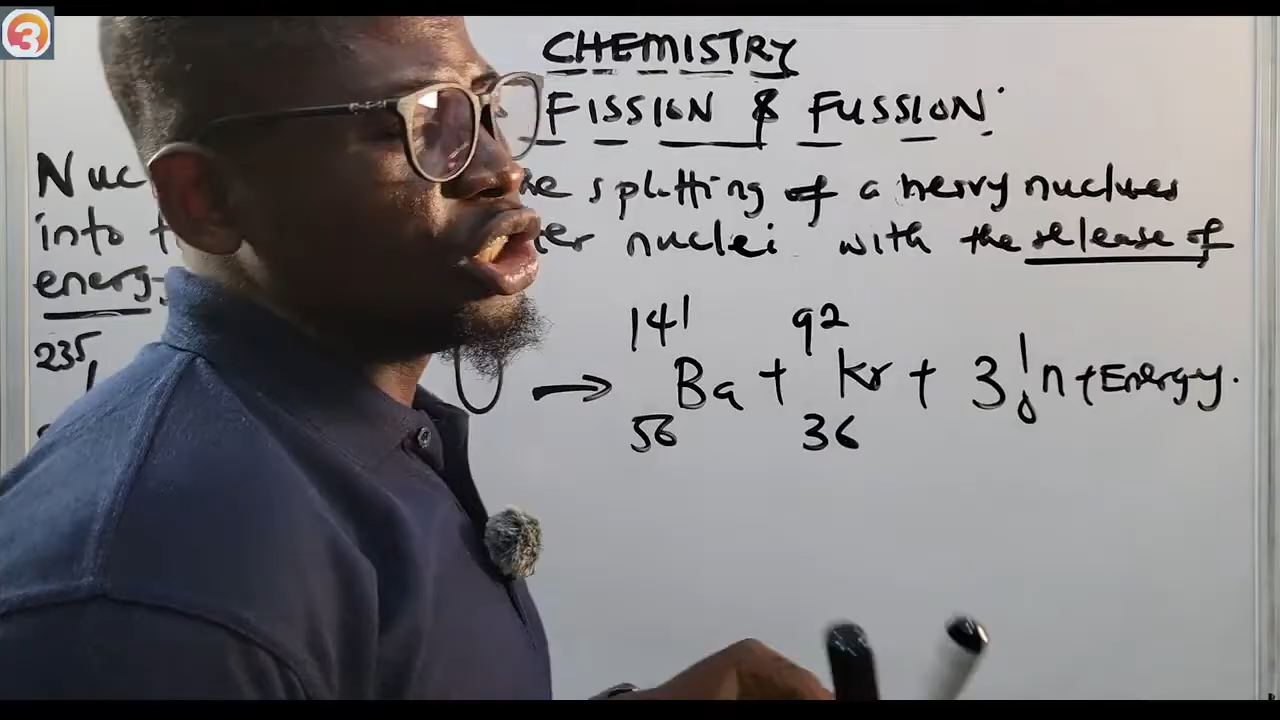 3
CHEMISTRY
FISSION & FUSSION
Nuc splitting of a heavy nucleus
into nuclei with the release of
energy
235
141 92
Ba + Kr + 3 1 n + Energy.
56 36 0